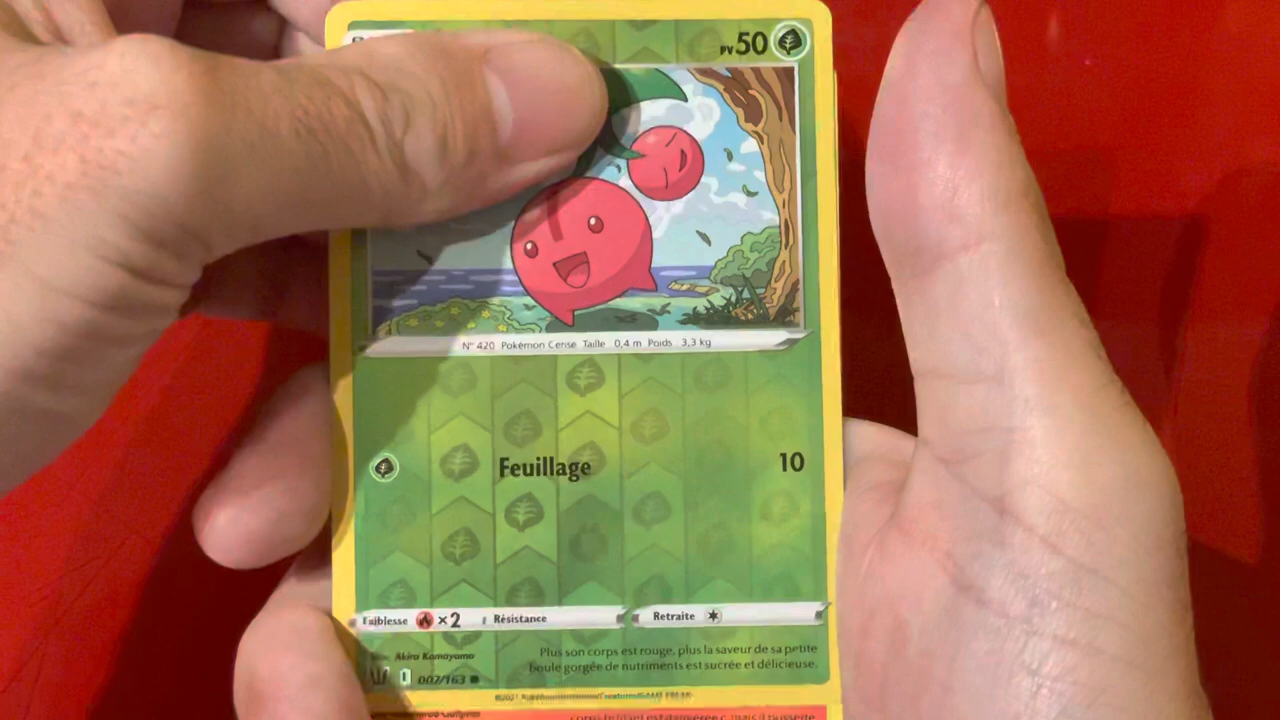 PV 50
N° 420 Pokémon Cerise Taille 0,4 m Poids 3,3 kg
Feuillage 10
Faiblesse ×2 Résistance Retraite
Akira Komayama
Plus son corps est rouge, plus la saveur de sa petite
boule gorgée de nutriments est sucrée et délicieuse.
007/163
©2021